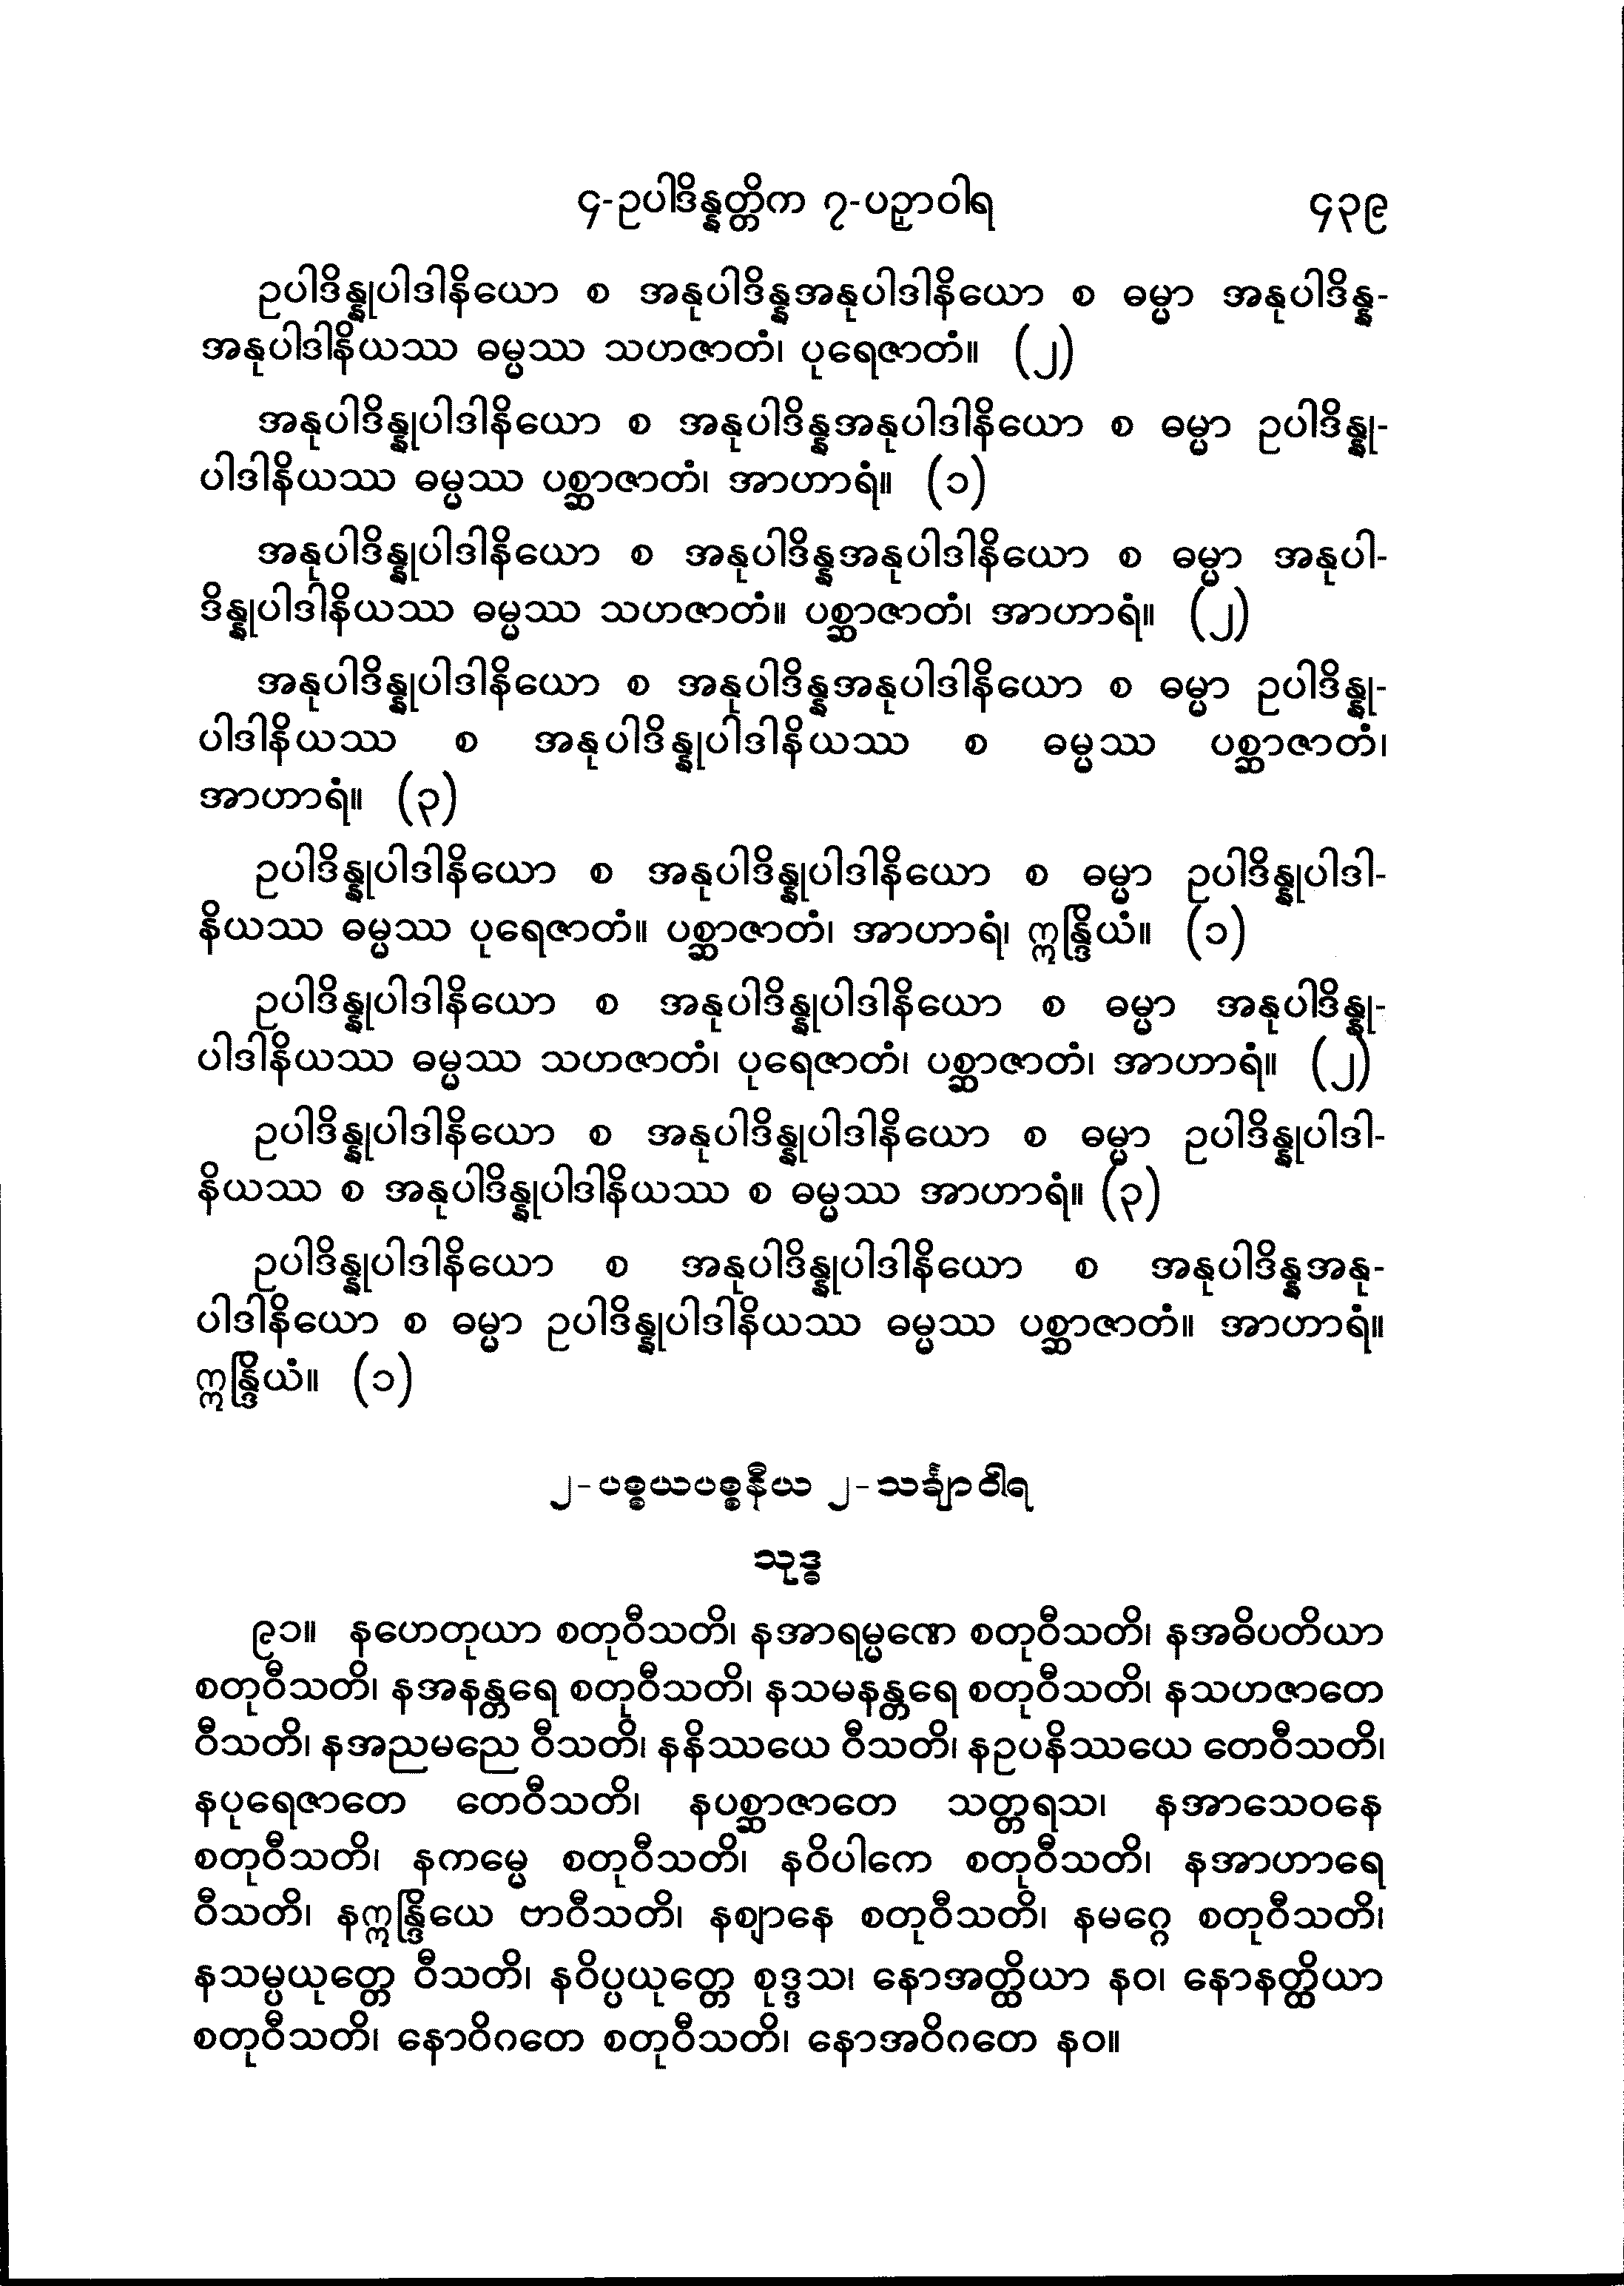 ၄-ဥပါဒိန္နတ္တိက ၇-ပဉှာဝါရ ၄၃၉
ဥပါဒိန္နုပါဒါနိယော စ အနုပါဒိန္နအနုပါဒါနိယော စ ဓမ္မာ အနုပါဒိန္န-
အနုပါဒါနိယဿ ဓမ္မဿ သဟဇာတံ၊ ပုရေဇာတံ။ (၂)
အနုပါဒိန္နုပါဒါနိယော စ အနုပါဒိန္နအနုပါဒါနိယော စ ဓမ္မာ ဥပါဒိန္နု-
ပါဒါနိယဿ ဓမ္မဿ ပစ္ဆာဇာတံ၊ အာဟာရံ။ (၁)
အနုပါဒိန္နုပါဒါနိယော စ အနုပါဒိန္နအနုပါဒါနိယော စ ဓမ္မာ အနုပါ-
ဒိန္နုပါဒါနိယဿ ဓမ္မဿ သဟဇာတံ။ ပစ္ဆာဇာတံ၊ အာဟာရံ။ (၂)
အနုပါဒိန္နုပါဒါနိယော စ အနုပါဒိန္နအနုပါဒါနိယော စ ဓမ္မာ ဥပါဒိန္နု-
ပါဒါနိယဿ စ အနုပါဒိန္နုပါဒါနိယဿ စ ဓမ္မဿ ပစ္ဆာဇာတံ၊
အာဟာရံ။ (၃)
ဥပါဒိန္နုပါဒါနိယော စ အနုပါဒိန္နုပါဒါနိယော စ ဓမ္မာ ဥပါဒိန္နုပါဒါ-
နိယဿ ဓမ္မဿ ပုရေဇာတံ။ ပစ္ဆာဇာတံ၊ အာဟာရံ၊ ဣန္ဒြိယံ။ (၁)
ဥပါဒိန္နုပါဒါနိယော စ အနုပါဒိန္နုပါဒါနိယော စ ဓမ္မာ အနုပါဒိန္နု-
ပါဒါနိယဿ ဓမ္မဿ သဟဇာတံ၊ ပုရေဇာတံ၊ ပစ္ဆာဇာတံ၊ အာဟာရံ။ (၂)
ဥပါဒိန္နုပါဒါနိယော စ အနုပါဒိန္နုပါဒါနိယော စ ဓမ္မာ ဥပါဒိန္နုပါဒါ-
နိယဿ စ အနုပါဒိန္နုပါဒါနိယဿ စ ဓမ္မဿ အာဟာရံ။ (၃)
ဥပါဒိန္နုပါဒါနိယော စ အနုပါဒိန္နုပါဒါနိယော စ အနုပါဒိန္နအနု-
ပါဒါနိယော စ ဓမ္မာ ဥပါဒိန္နုပါဒါနိယဿ ဓမ္မဿ ပစ္ဆာဇာတံ။ အာဟာရံ။
ဣန္ဒြိယံ။ (၁)
၂-ပစ္စယပစ္စနီယ ၂-သင်္ချာဝါရ
သုဒ္ဓ
၉၁။ နဟေတုယာ စတုဝီသတိ၊ နအာရမ္မဏေ စတုဝီသတိ၊ နအဓိပတိယာ
စတုဝီသတိ၊ နအနန္တရေ စတုဝီသတိ၊ နသမနန္တရေ စတုဝီသတိ၊ နသဟဇာတေ
ဝီသတိ၊ နအညမညေ ဝီသတိ၊ နနိဿယေ ဝီသတိ၊ နဥပနိဿယေ တေဝီသတိ၊
နပုရေဇာတေ တေဝီသတိ၊ နပစ္ဆာဇာတေ သတ္တရသ၊ နအာသေဝနေ
စတုဝီသတိ၊ နကမ္မေ စတုဝီသတိ၊ နဝိပါကေ စတုဝီသတိ၊ နအာဟာရေ
ဝီသတိ၊ နဣန္ဒြိယေ ဗာဝီသတိ၊ နဈာနေ စတုဝီသတိ၊ နမဂ္ဂေ စတုဝီသတိ၊
နသမ္ပယုတ္တေ ဝီသတိ၊ နဝိပ္ပယုတ္တေ စုဒ္ဒသ၊ နောအတ္ထိယာ နဝ၊ နောနတ္ထိယာ
စတုဝီသတိ၊ နောဝိဂတေ စတုဝီသတိ၊ နောအဝိဂတေ နဝ။